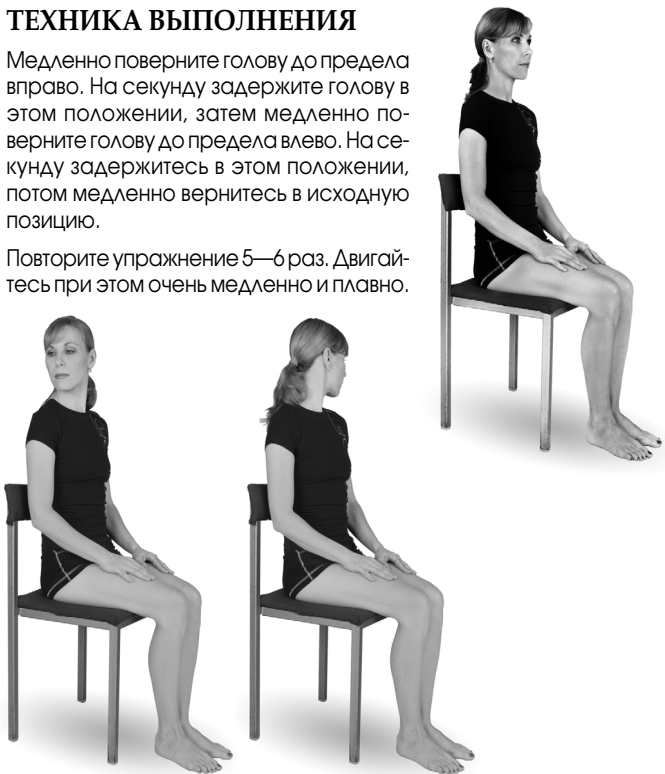 ТЕХНИКА ВЫПОЛНЕНИЯ
Медленно поверните голову до предела
вправо. На секунду задержите голову в
этом положении, затем медленно по-
верните голову до предела влево. На се-
кунду задержитесь в этом положении,
потом медленно вернитесь в исходную
позицию.
Повторите упражнение 5—6 раз. Двигай-
тесь при этом очень медленно и плавно.